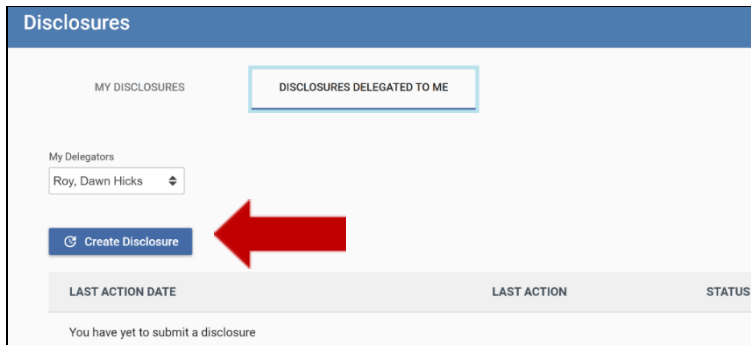 Disclosures
MY DISCLOSURES DISCLOSURES DELEGATED TO ME
My Delegators
Roy, Dawn Hicks
Create Disclosure
LAST ACTION DATE LAST ACTION STATUS
You have yet to submit a disclosure